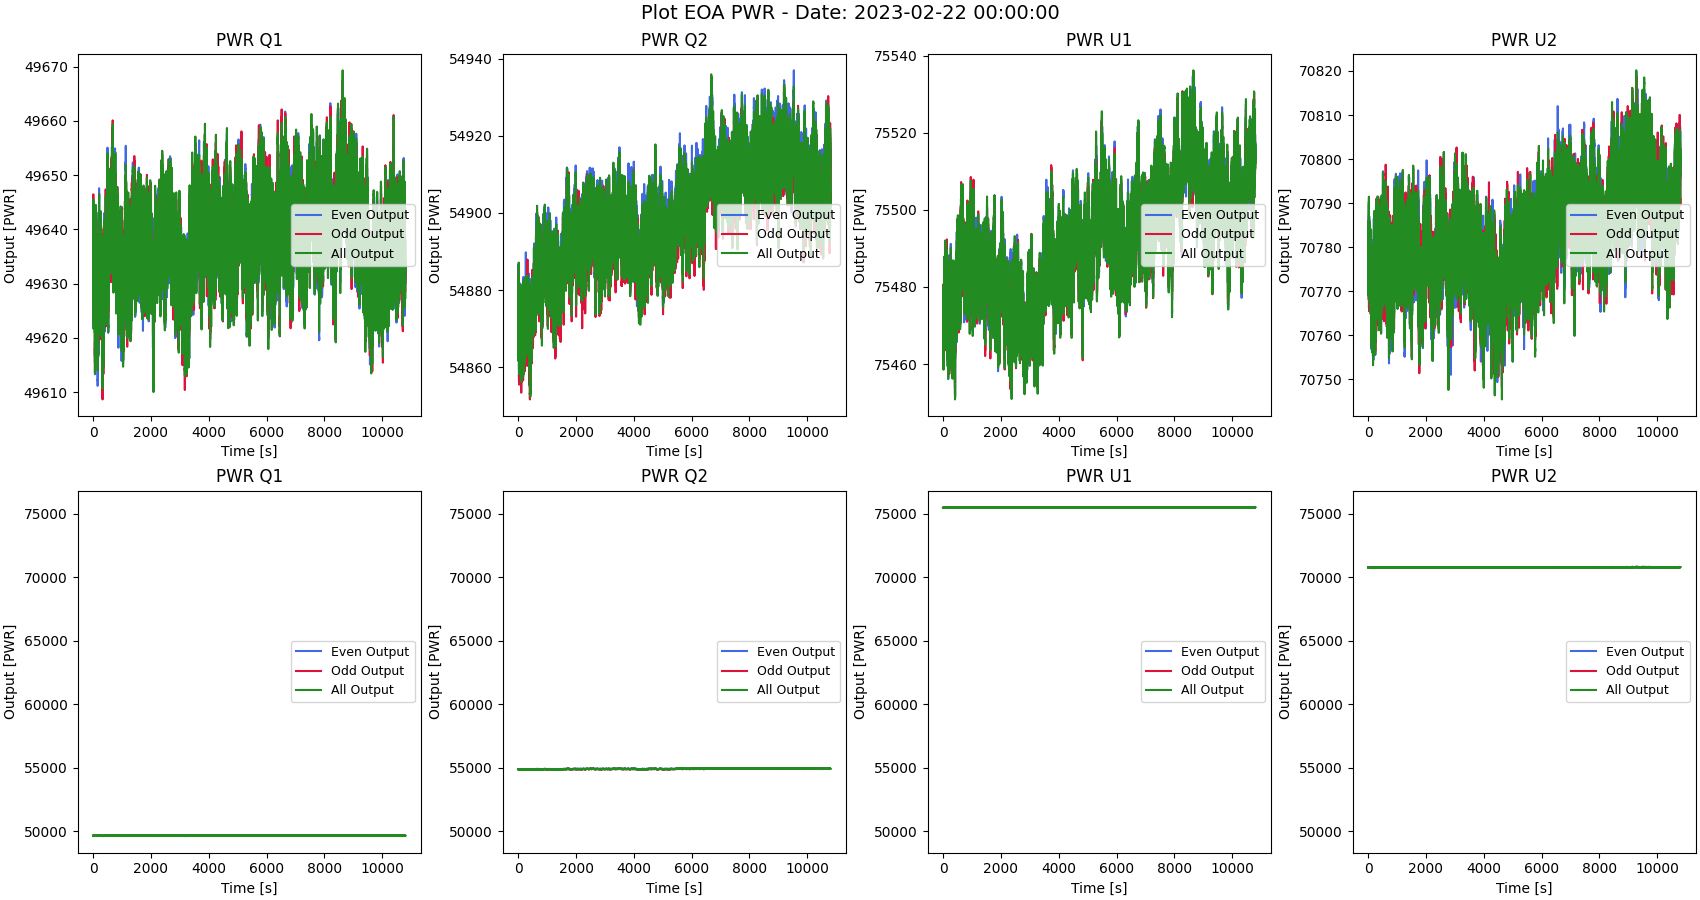 Plot EOA PWR - Date: 2023-02-22 00:00:00
PWR Q1
Output [PWR]
49670
49660
49650
49640
49630
49620
49610
Even Output
Odd Output
All Output
0 2000 4000 6000 8000 10000
Time [s]
PWR Q2
Output [PWR]
54940
54920
54900
54880
54860
Even Output
Odd Output
All Output
0 2000 4000 6000 8000 10000
Time [s]
PWR U1
Output [PWR]
75540
75520
75500
75480
75460
Even Output
Odd Output
All Output
0 2000 4000 6000 8000 10000
Time [s]
PWR U2
Output [PWR]
70820
70810
70800
70790
70780
70770
70760
70750
Even Output
Odd Output
All Output
0 2000 4000 6000 8000 10000
Time [s]
PWR Q1
Output [PWR]
75000
70000
65000
60000
55000
50000
Even Output
Odd Output
All Output
0 2000 4000 6000 8000 10000
Time [s]
PWR Q2
Output [PWR]
75000
70000
65000
60000
55000
50000
Even Output
Odd Output
All Output
0 2000 4000 6000 8000 10000
Time [s]
PWR U1
Output [PWR]
75000
70000
65000
60000
55000
50000
Even Output
Odd Output
All Output
0 2000 4000 6000 8000 10000
Time [s]
PWR U2
Output [PWR]
75000
70000
65000
60000
55000
50000
Even Output
Odd Output
All Output
0 2000 4000 6000 8000 10000
Time [s]